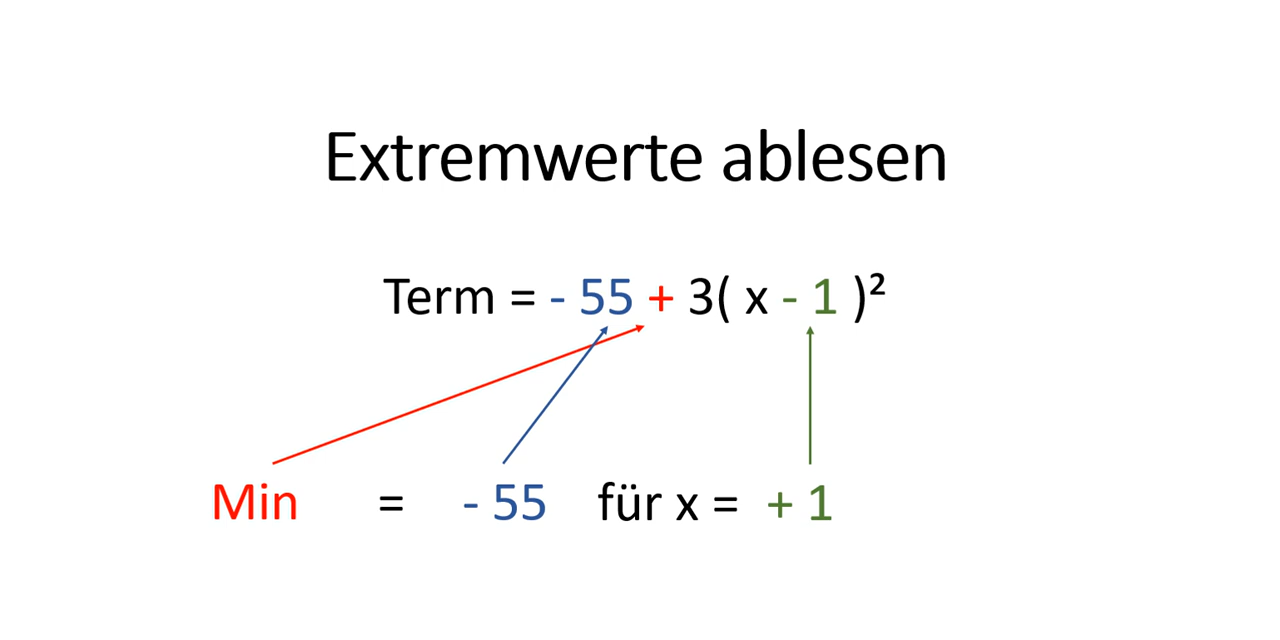 Extremwerte ablesen
Term = - 55 + 3( x - 1 )²
Min = - 55 für x = + 1